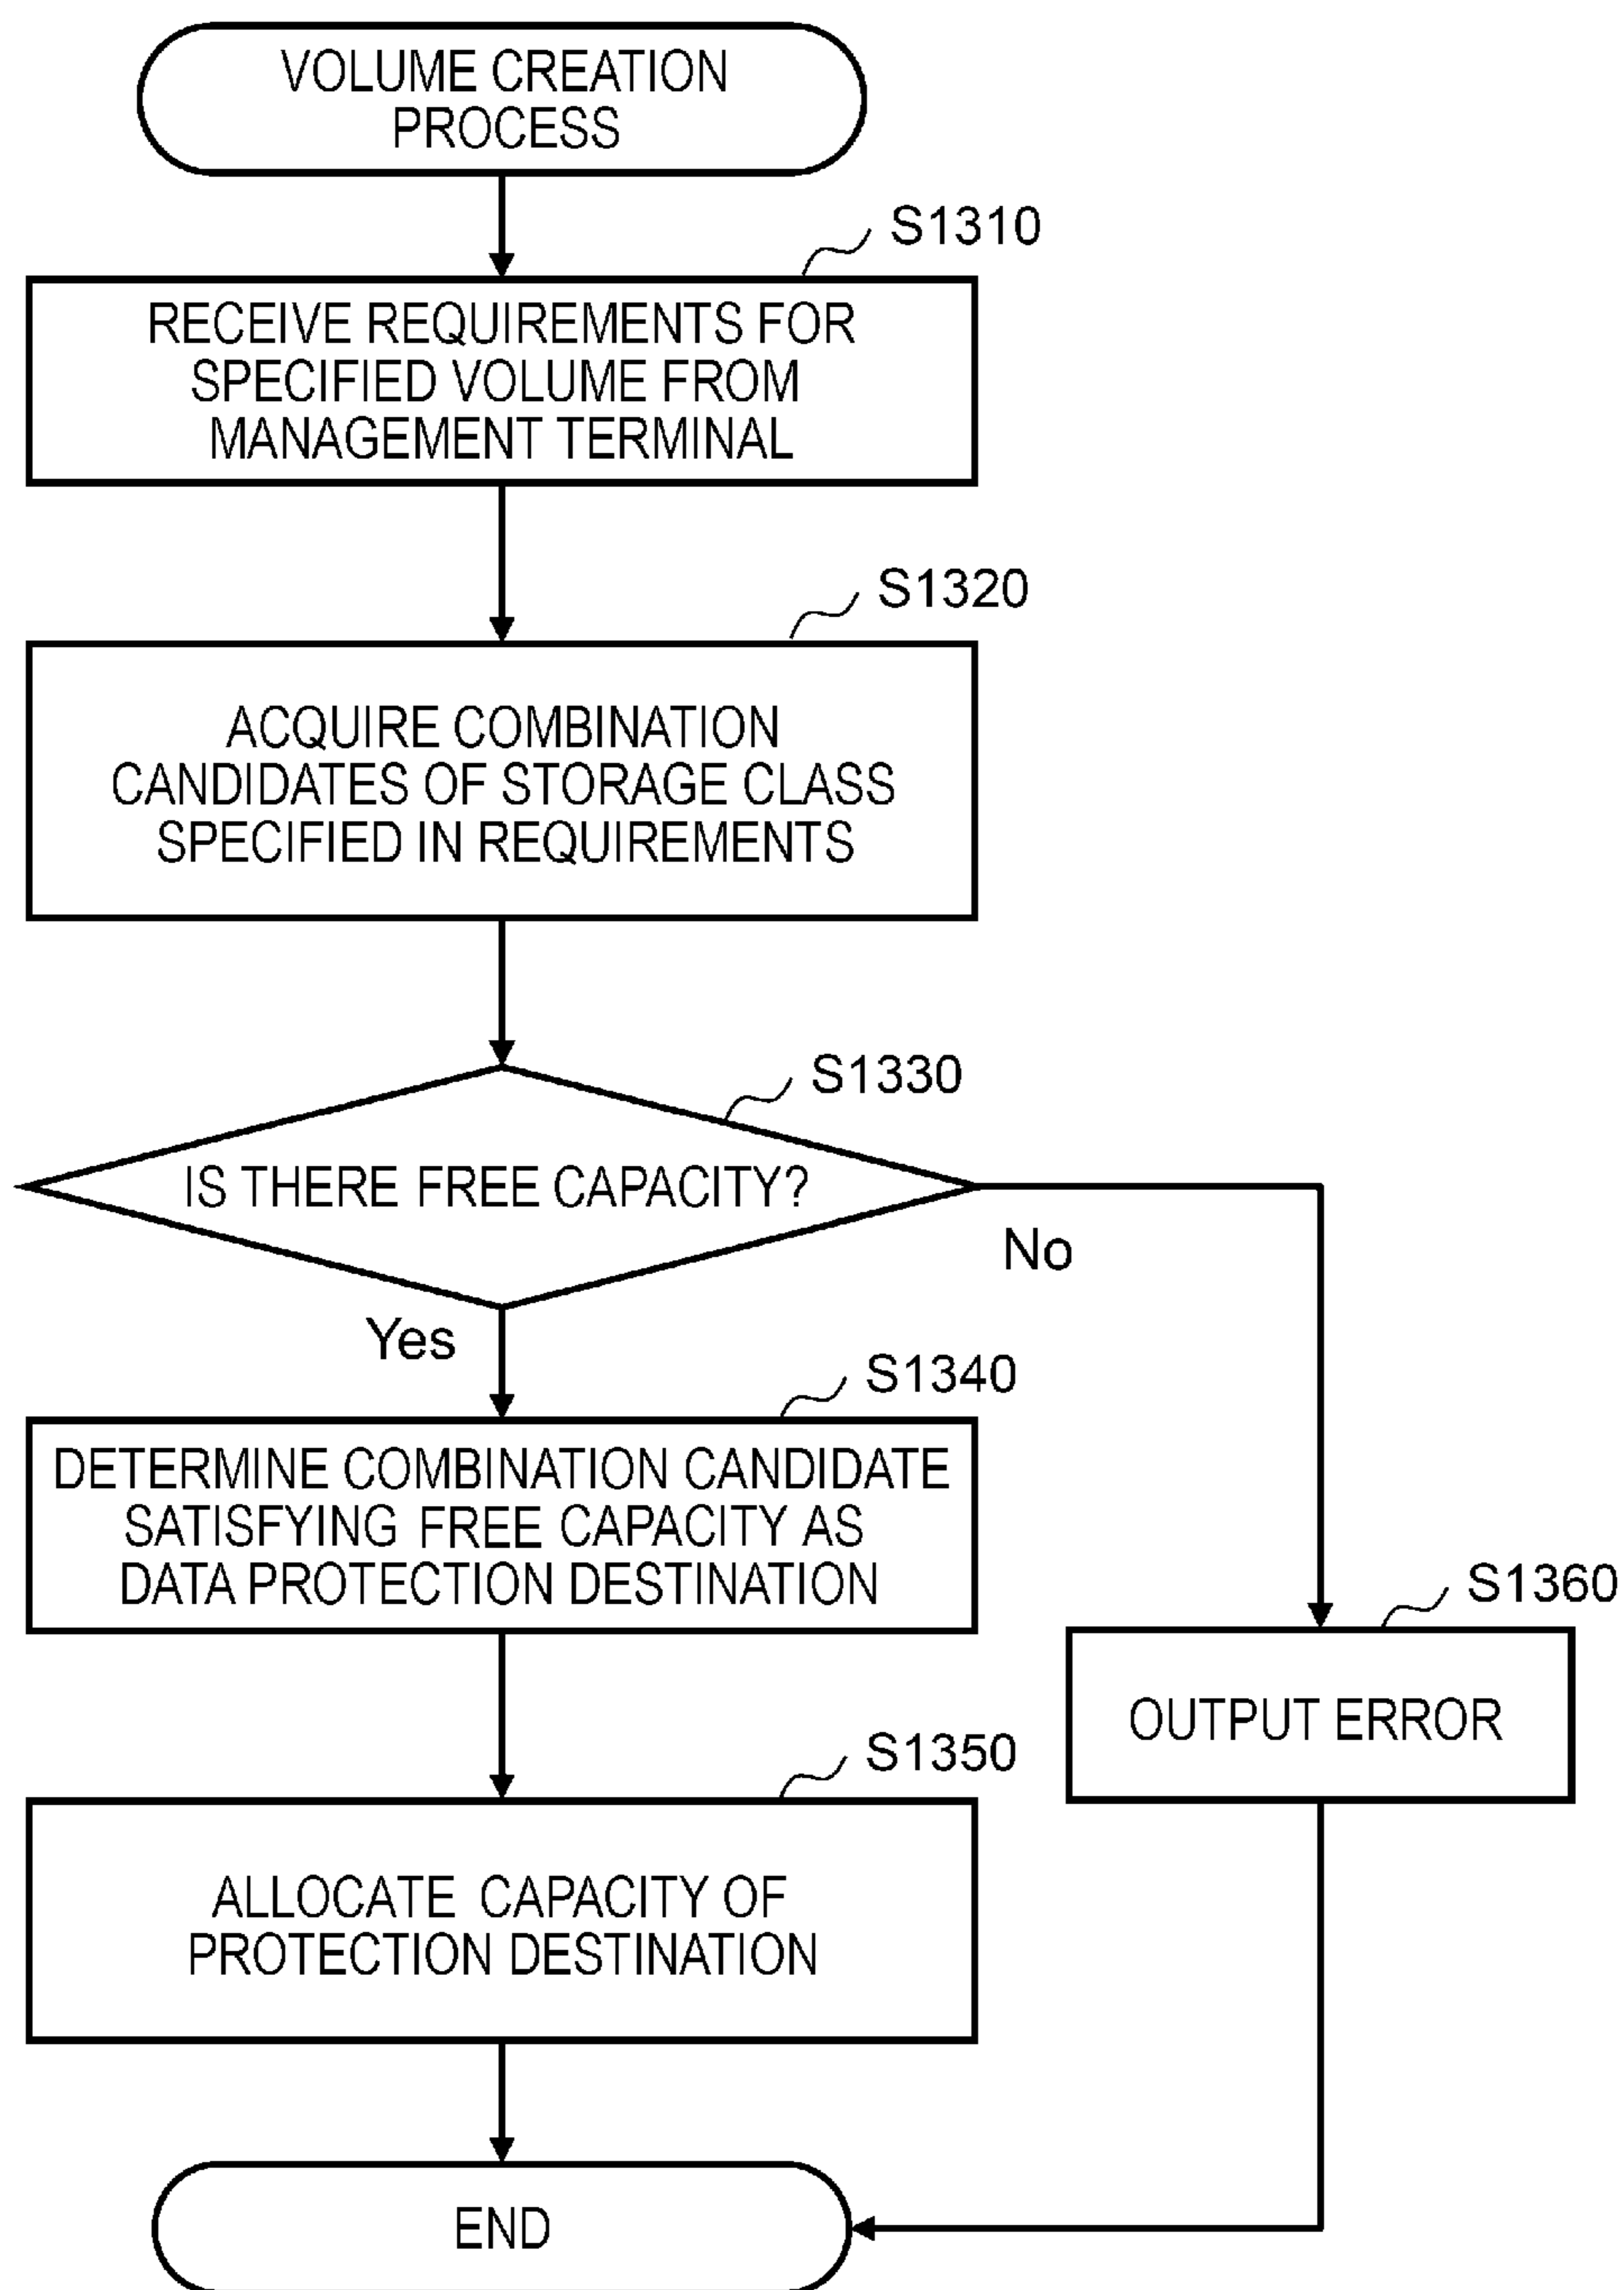 VOLUME CREATION
PROCESS
S1310
RECEIVE REQUIREMENTS FOR
SPECIFIED VOLUME FROM
MANAGEMENT TERMINAL
S1320
ACQUIRE COMBINATION
CANDIDATES OF STORAGE CLASS
SPECIFIED IN REQUIREMENTS
S1330
IS THERE FREE CAPACITY?
No
Yes
S1340
DETERMINE COMBINATION CANDIDATE
SATISFYING FREE CAPACITY AS
DATA PROTECTION DESTINATION
S1360
OUTPUT ERROR
S1350
ALLOCATE CAPACITY OF
PROTECTION DESTINATION
END